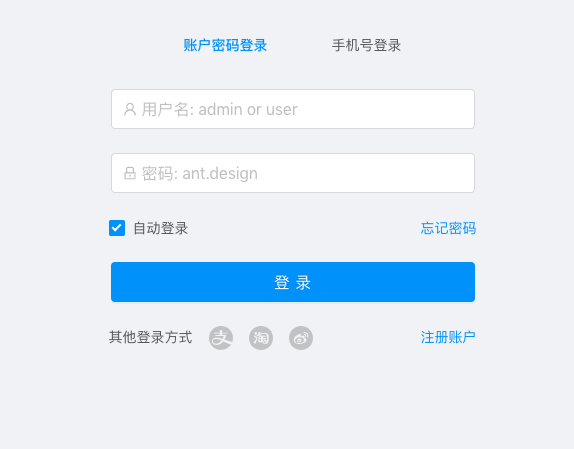 账户密码登录 手机号登录
用户名: admin or user
密码: ant.design
自动登录 忘记密码
登 录
其他登录方式 支 淘 注册账户